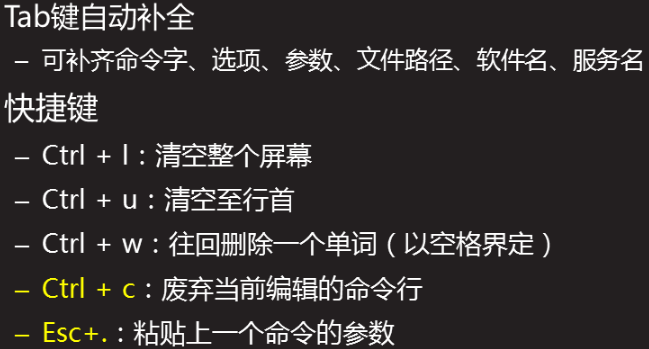 Tab键自动补全
– 可补齐命令字、选项、参数、文件路径、软件名、服务名
快捷键
– Ctrl + l：清空整个屏幕
– Ctrl + u：清空至行首
– Ctrl + w：往回删除一个单词（以空格界定）
– Ctrl + c：废弃当前编辑的命令行
– Esc+.：粘贴上一个命令的参数